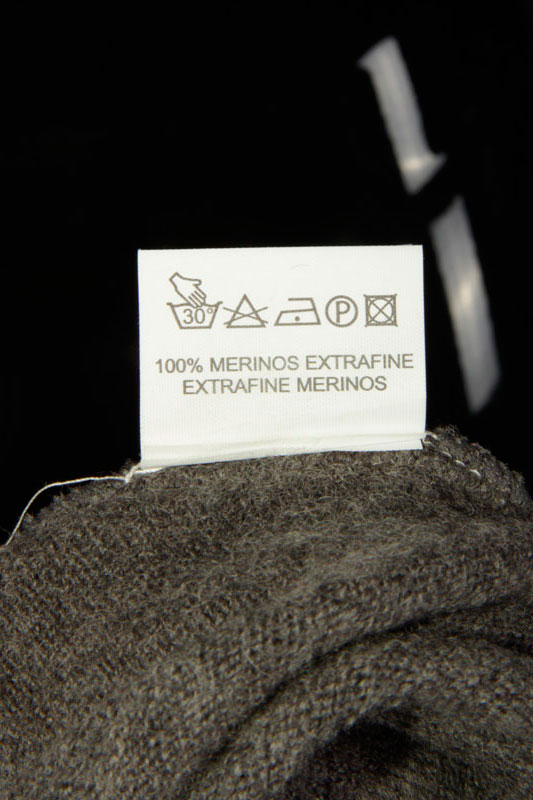 30° P
100% MERINOS EXTRAFINE
EXTRAFINE MERINOS